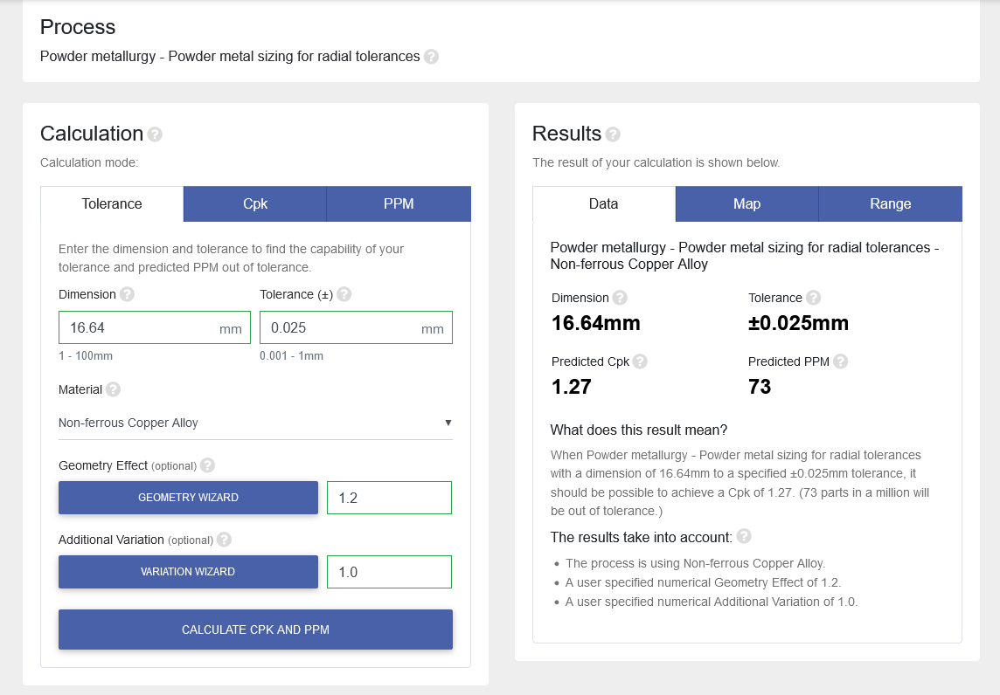 Process
Powder metallurgy - Powder metal sizing for radial tolerances ?
Calculation ?
Calculation mode:
Tolerance Cpk PPM
Enter the dimension and tolerance to find the capability of your
tolerance and predicted PPM out of tolerance.
Dimension ? Tolerance (±) ?
16.64 mm 0.025 mm
1 - 100mm 0.001 - 1mm
Material ?
Non-ferrous Copper Alloy ▼
Geometry Effect (optional) ?
GEOMETRY WIZARD 1.2
Additional Variation (optional) ?
VARIATION WIZARD 1.0
CALCULATE CPK AND PPM
Results ?
The result of your calculation is shown below.
Data Map Range
Powder metallurgy - Powder metal sizing for radial tolerances -
Non-ferrous Copper Alloy
Dimension ? Tolerance ?
16.64mm ±0.025mm
Predicted Cpk ? Predicted PPM ?
1.27 73
What does this result mean?
When Powder metallurgy - Powder metal sizing for radial tolerances
with a dimension of 16.64mm to a specified ±0.025mm tolerance, it
should be possible to achieve a Cpk of 1.27. (73 parts in a million will
be out of tolerance.)
The results take into account: ?
• The process is using Non-ferrous Copper Alloy.
• A user specified numerical Geometry Effect of 1.2.
• A user specified numerical Additional Variation of 1.0.